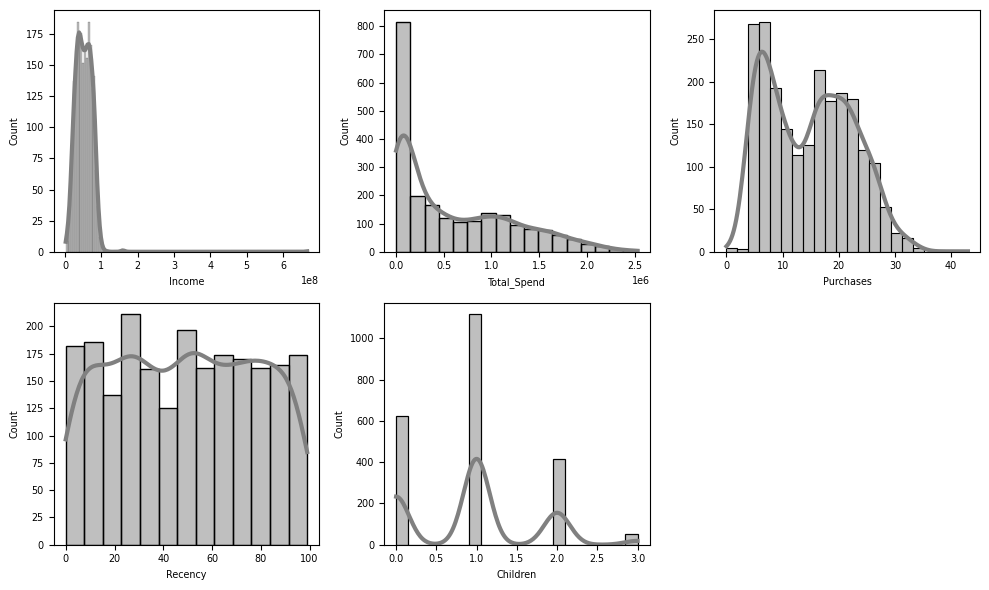 175
150
125
100
75
50
25
0
Count
0 1 2 3 4 5 6
1e8
Income
800
700
600
500
400
300
200
100
0
Count
0.0 0.5 1.0 1.5 2.0 2.5
1e6
Total_Spend
250
200
150
100
50
0
Count
0 10 20 30 40
Purchases
200
175
150
125
100
75
50
25
0
Count
0 20 40 60 80 100
Recency
1000
800
600
400
200
0
Count
0.0 0.5 1.0 1.5 2.0 2.5 3.0
Children